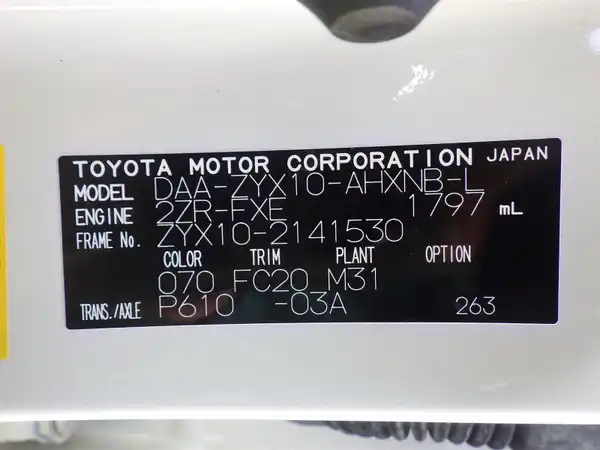 TOYOTA MOTOR CORPORATION JAPAN
MODEL DAA-ZYX10-AHXNB-L
ENGINE 2ZR-FXE 1797 mL
FRAME No. ZYX10-2141530
COLOR TRIM PLANT OPTION
070 FC20 M31
TRANS./AXLE P610 -03A 263